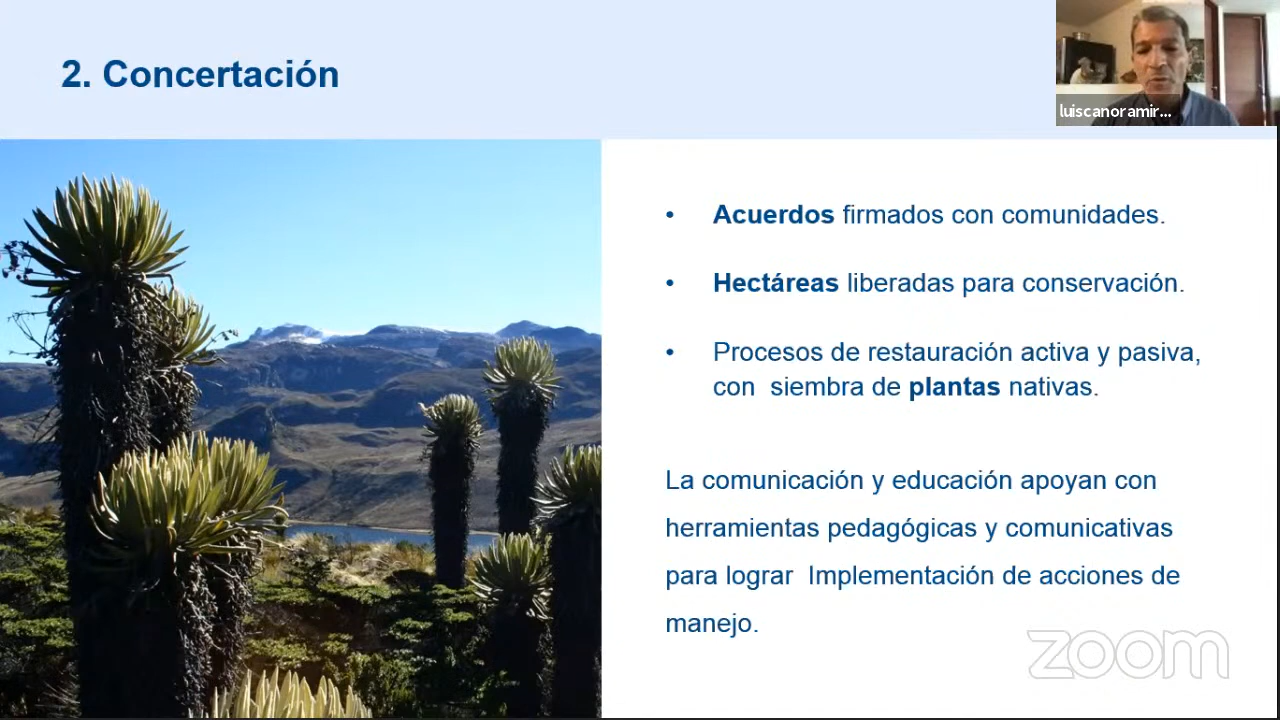 2. Concertación
luiscanoramir...
• Acuerdos firmados con comunidades.
• Hectáreas liberadas para conservación.
• Procesos de restauración activa y pasiva,
con siembra de plantas nativas.
La comunicación y educación apoyan con
herramientas pedagógicas y comunicativas
para lograr Implementación de acciones de
manejo.
zoom